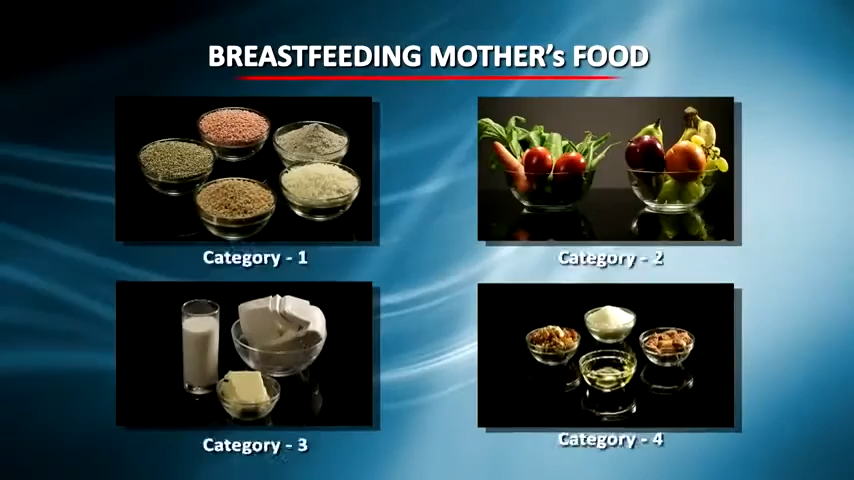 BREASTFEEDING MOTHER's FOOD
Category - 1
Category - 2
Category - 3
Category - 4